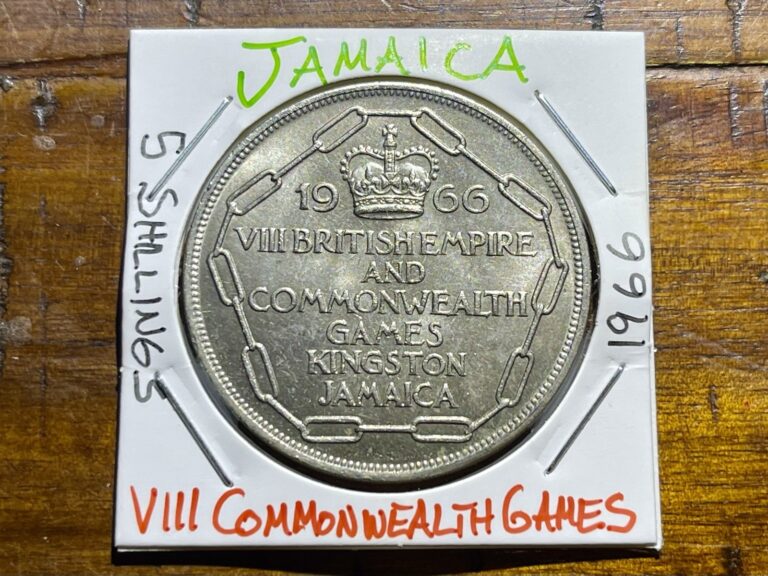 JAMAICA
5 SHILLINGS
19 66
VIII BRITISH EMPIRE
AND
COMMONWEALTH
GAMES
KINGSTON
JAMAICA
1966
VIII COMMONWEALTH GAMES